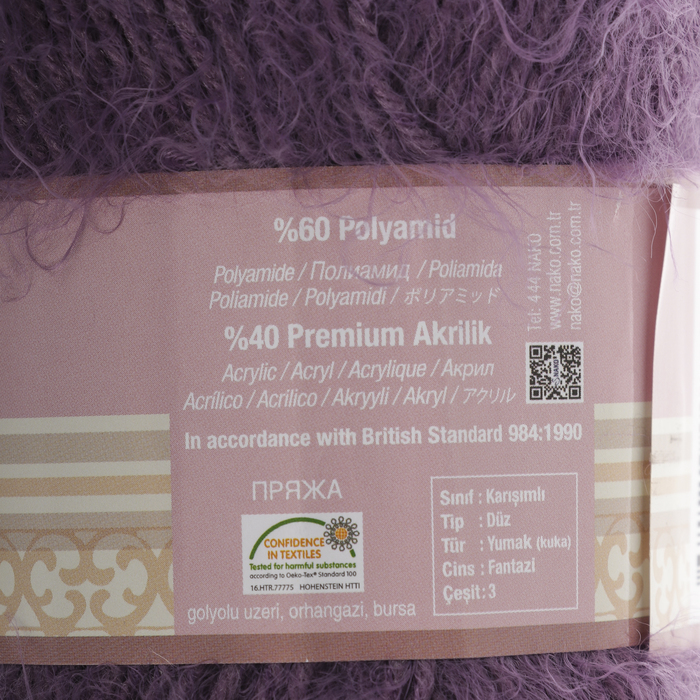 %60 Polyamid
Polyamide / Полиамид / Poliamida
Poliamide / Polyamidi / ポリアミッド
%40 Premium Akrilik
Acrylic / Acryl / Acrylique / Акрил
Acrílico / Acrilico / Akryyli / Akryl / アクリル
In accordance with British Standard 984:1990
Tel: 444 NAKO
www.nako.com.tr
nako@nako.com.tr
NAKO
ПРЯЖА
CONFIDENCE
IN TEXTILES
Tested for harmful substances
according to Oeko-Tex® Standard 100
16.HTR.77775 HOHENSTEIN HTTI
golyolu uzeri, orhangazi, bursa
Sınıf : Karışımlı
Tip : Düz
Tür : Yumak (kuka)
Cins : Fantazi
Çeşit : 3